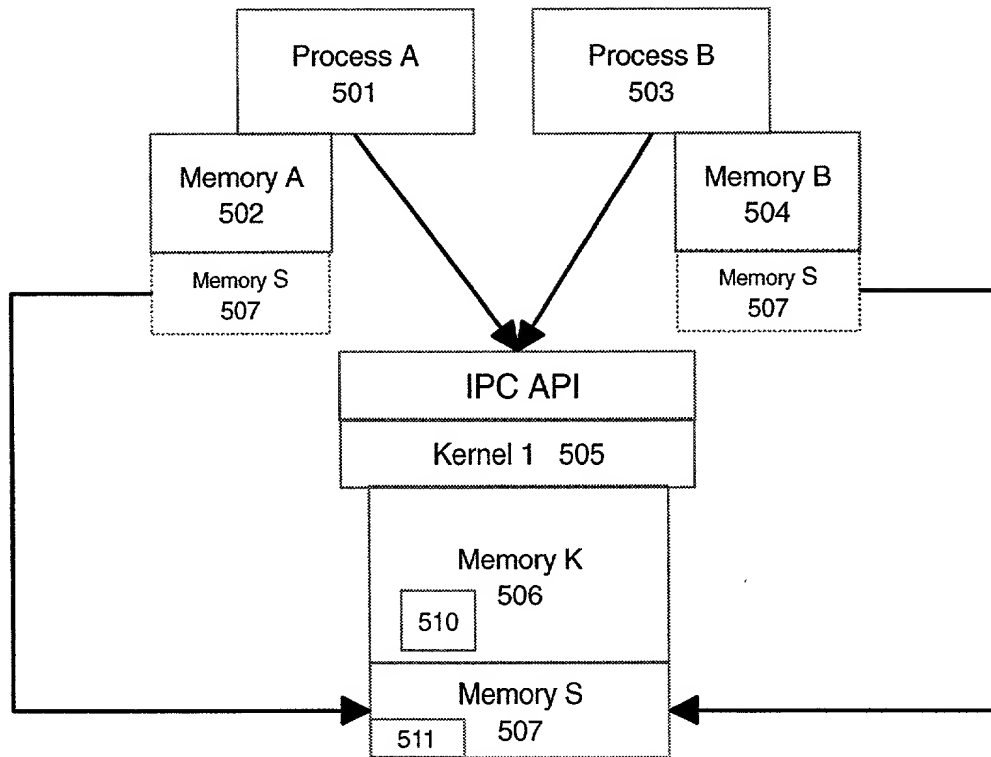 Process A
501
Process B
503
Memory A
502
Memory B
504
Memory S
507
Memory S
507
IPC API
Kernel 1 505
Memory K
506
510
Memory S
507
511